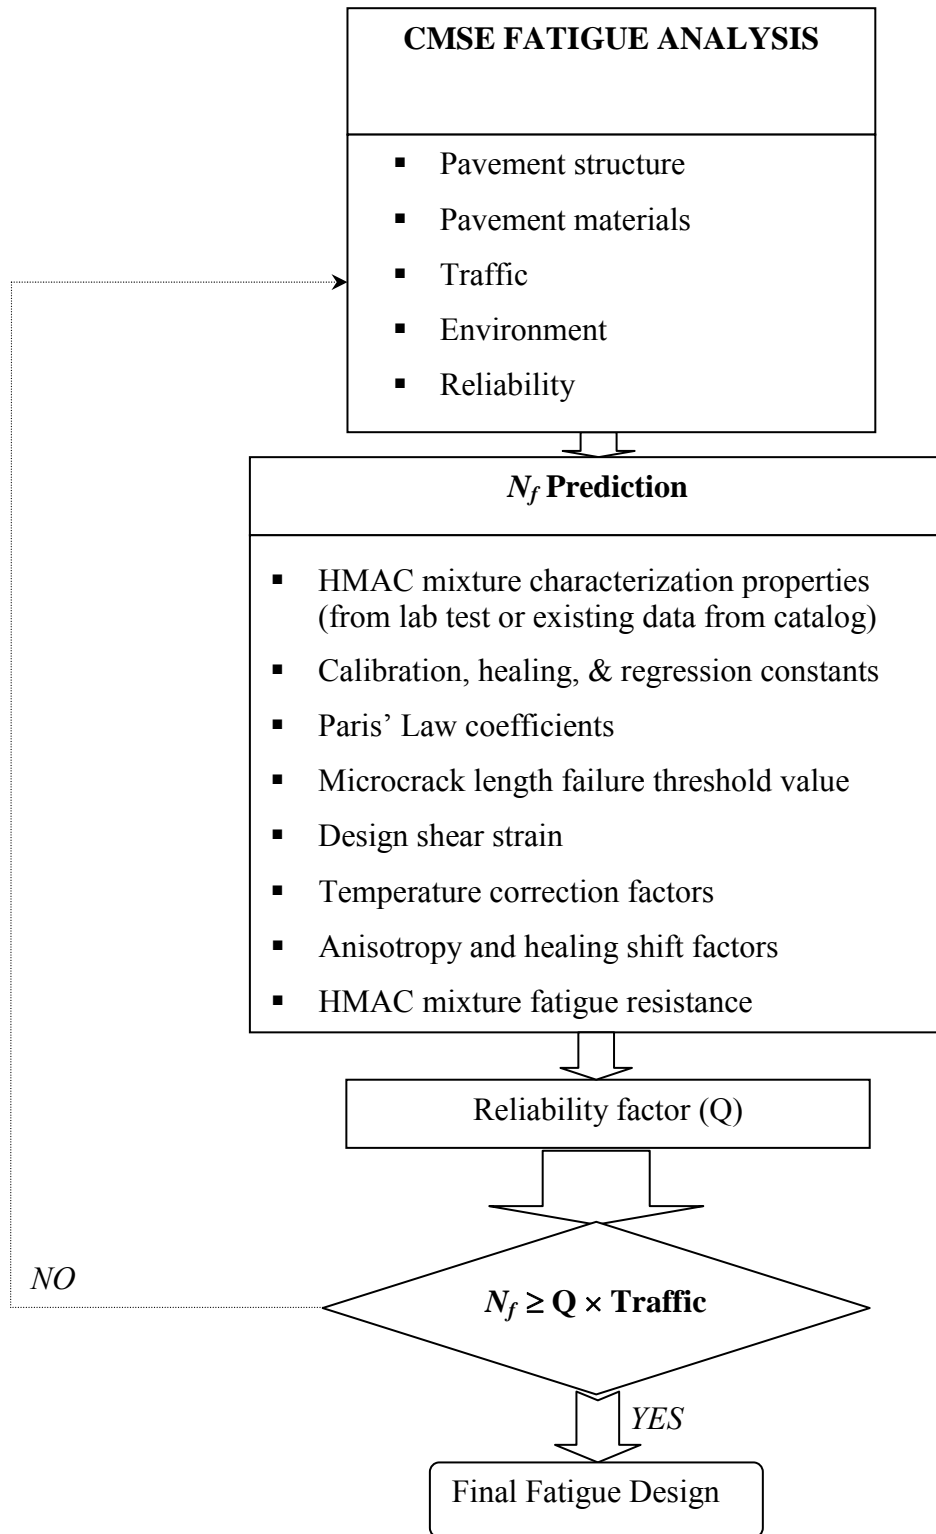 CMSE FATIGUE ANALYSIS
▪ Pavement structure
▪ Pavement materials
▪ Traffic
▪ Environment
▪ Reliability
Nf Prediction
▪ HMAC mixture characterization properties
(from lab test or existing data from catalog)
▪ Calibration, healing, & regression constants
▪ Paris’ Law coefficients
▪ Microcrack length failure threshold value
▪ Design shear strain
▪ Temperature correction factors
▪ Anisotropy and healing shift factors
▪ HMAC mixture fatigue resistance
Reliability factor (Q)
NO
Nf ≥ Q × Traffic
YES
Final Fatigue Design